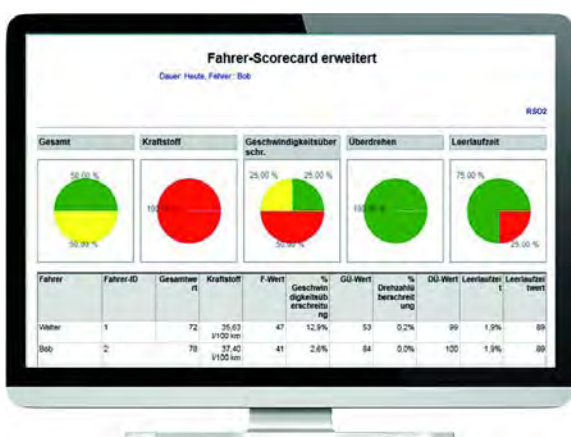 Fahrer-Scorecard erweitert
Dauer: Heute, Fahrer : Bob
RSO2
Gesamt
Kraftstoff
Geschwindigkeitsüber
schr.
Überdrehen
Leerlaufzeit
50,00 %
50,00 %
100,00 %
25,00 %
25,00 %
50,00 %
100,00 %
75,00 %
25,00 %
Fahrer
Fahrer-ID
Gesamtwe
rt
Kraftstoff
F-Wert
%
Geschwin
digkeitsüb
erschreitu
ng
GÜ-Wert
%
Drehzahlü
berschreit
ung
DÜ-Wert
Leerlaufzei
t
Leerlaufzei
twert
Walter 1 72 35,63 47 12,9% 53 0,2% 99 1,9% 89
l/100 km
Bob 2 78 37,40 41 2,6% 84 0,0% 100 1,9% 89
l/100 km